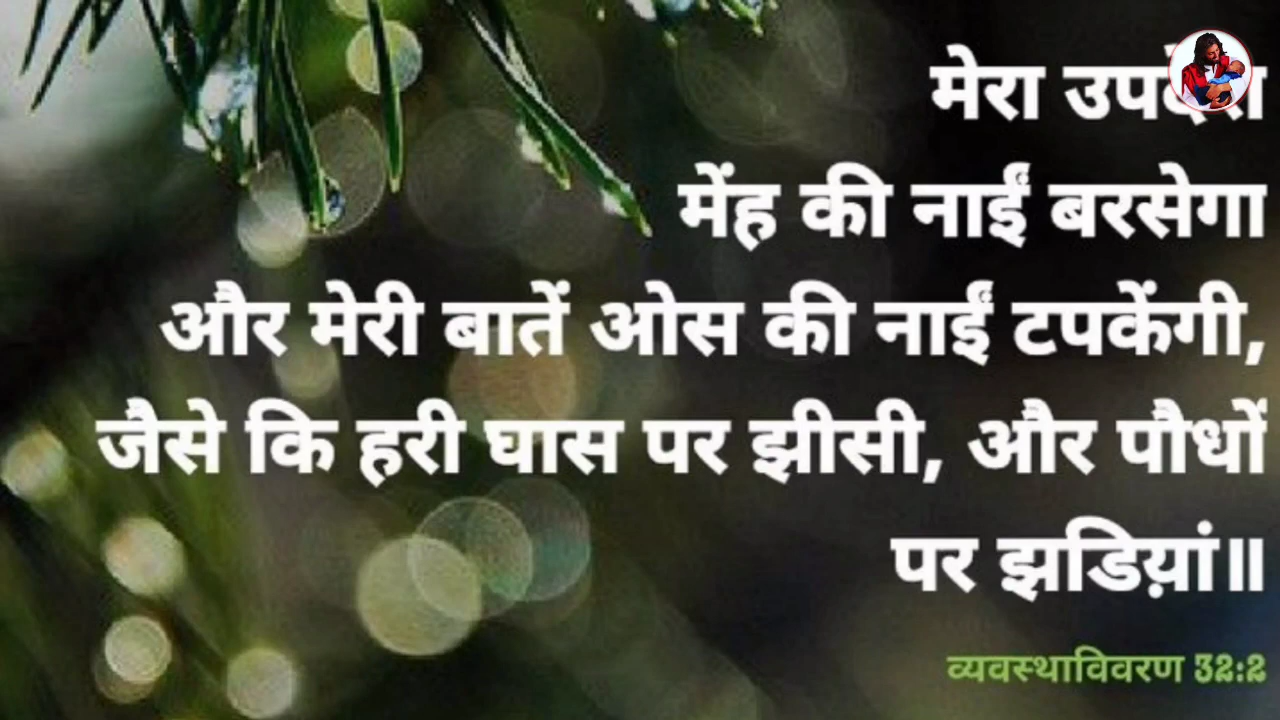 मेरा
मेंह की नाईं बरसेगा
और मेरी बातें ओस की नाईं टपकेंगी,
जैसे कि हरी घास पर झीसी, और पौधों
पर झडिय़ां॥
व्यवस्थाविवरण 32:2